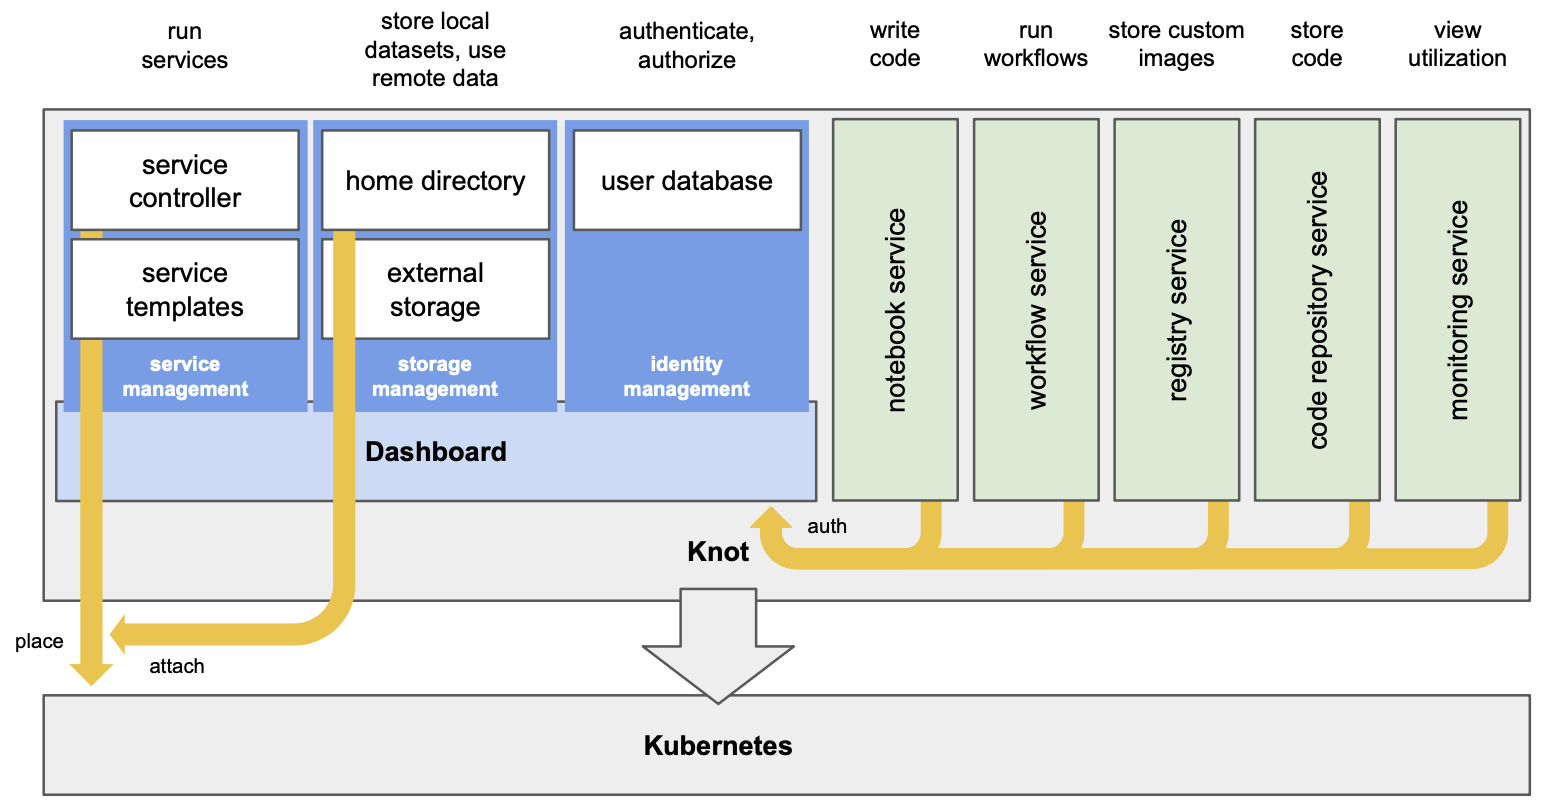 run
services
store local
datasets, use
remote data
authenticate,
authorize
write
code
run
workflows
store custom
images
store
code
view
utilization
service
controller
service
templates
service
management
home directory
external
storage
storage
management
user database
identity
management
Dashboard
notebook service
workflow service
registry service
code repository service
monitoring service
auth
Knot
place
attach
Kubernetes